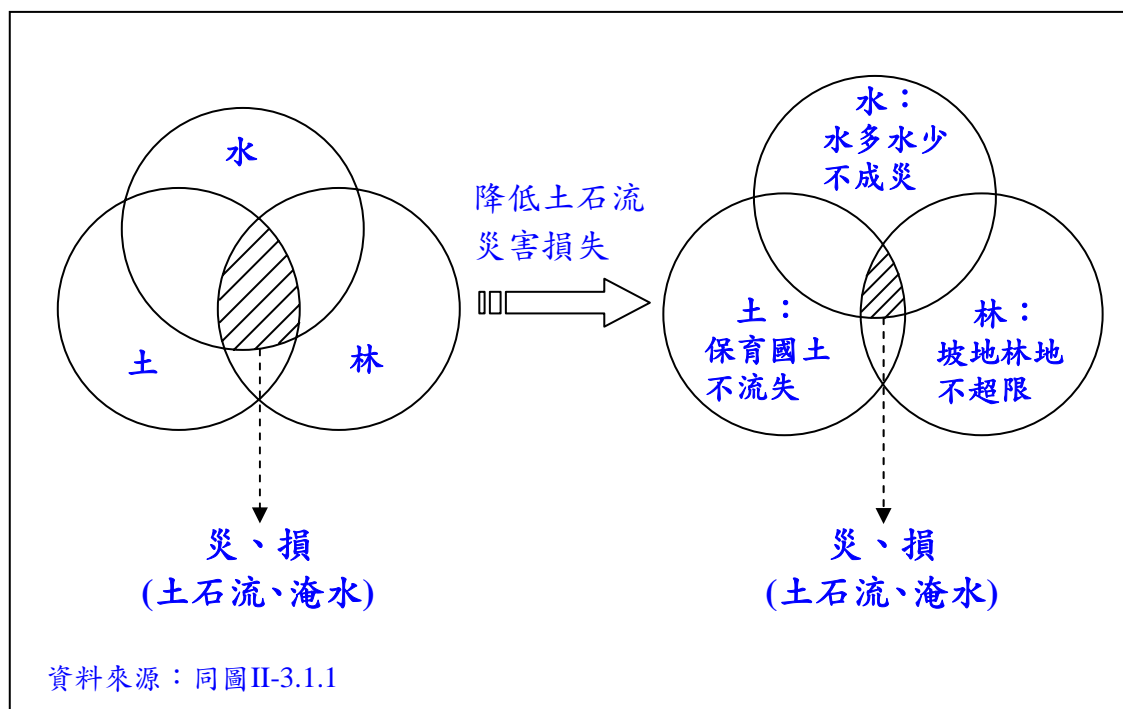 水
土
林
災、損
(土石流、淹水)
降低土石流
災害損失
水：
水多水少
不成災
土：
保育國土
不流失
林：
坡地林地
不超限
災、損
(土石流、淹水)
資料來源：同圖II-3.1.1